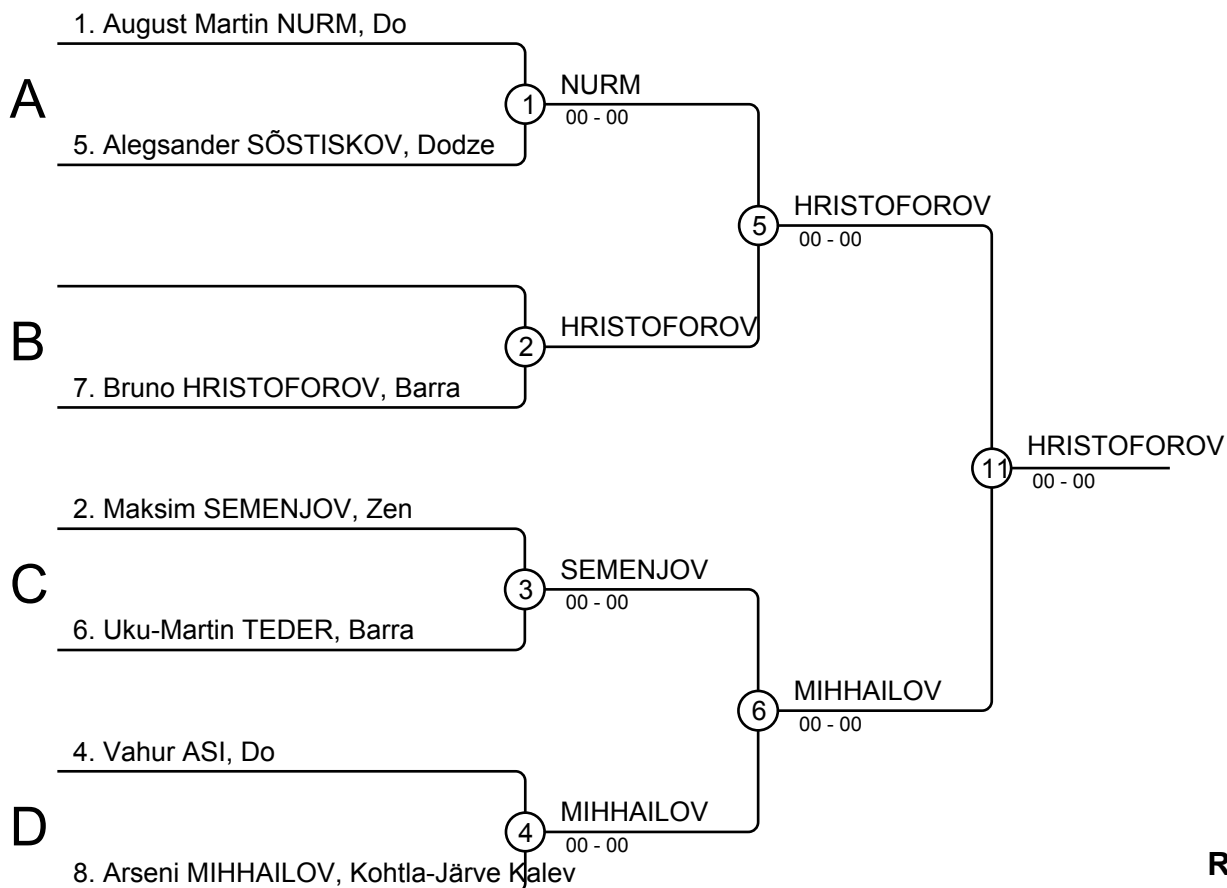 1. August Martin NURM, Do
A
1
NURM
00 - 00
5. Alegsander SÕSTISKOV, Dodze
5
HRISTOFOROV
00 - 00
B
2
HRISTOFOROV
7. Bruno HRISTOFOROV, Barra
11
HRISTOFOROV
00 - 00
2. Maksim SEMENJOV, Zen
C
3
SEMENJOV
00 - 00
6. Uku-Martin TEDER, Barra
6
MIHHAILOV
00 - 00
4. Vahur ASI, Do
D
4
MIHHAILOV
00 - 00
8. Arseni MIHHAILOV, Kohtla-Järve Kalev
R